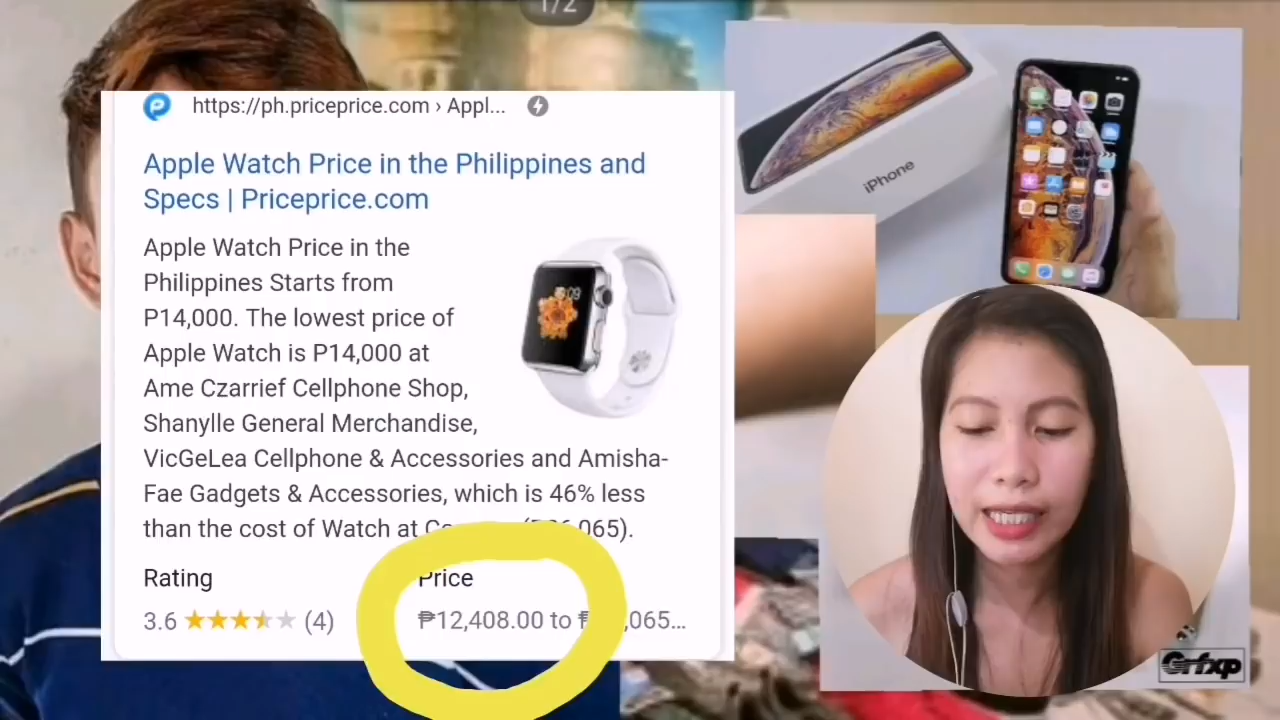 1/2
https://ph.priceprice.com › Appl...
Apple Watch Price in the Philippines and
Specs | Priceprice.com
Apple Watch Price in the
Philippines Starts from
P14,000. The lowest price of
Apple Watch is P14,000 at
Ame Czarrief Cellphone Shop,
Shanylle General Merchandise,
VicGeLea Cellphone & Accessories and Amisha-
Fae Gadgets & Accessories, which is 46% less
than the cost of Watch at
Rating
Price
3.6 ★★★★★ (4)
₱12,408.00 to
iPhone
Grfxp